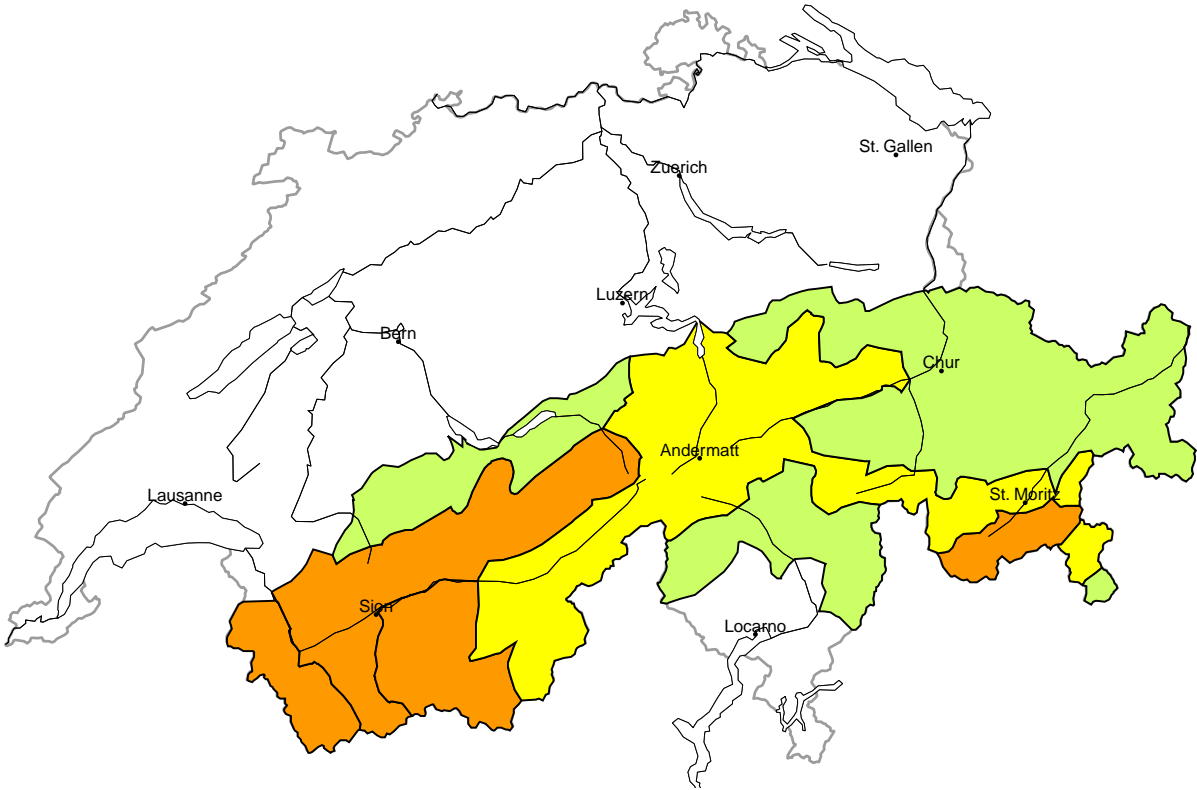 St. Gallen
Zuerich
Luzern
Bern
Chur
Andermatt
Lausanne
St. Moritz
Sion
Locarno